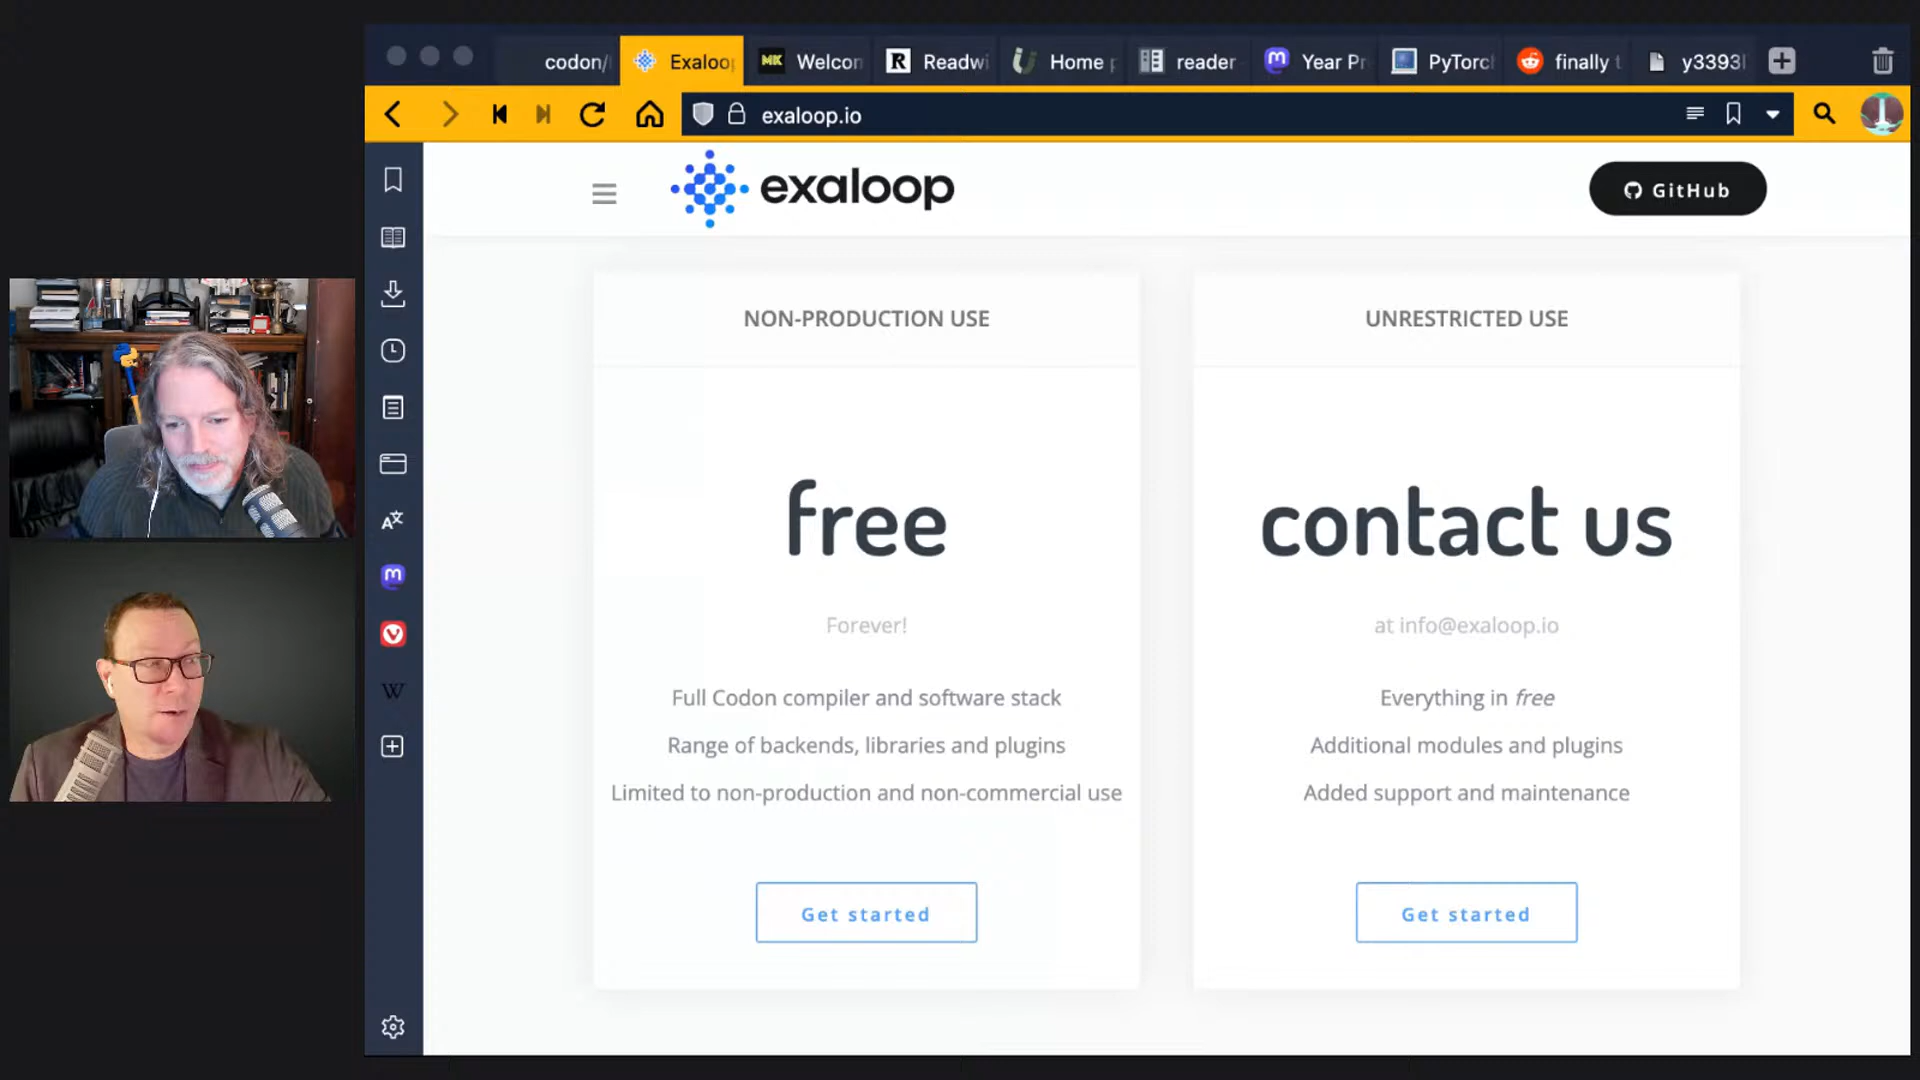 codon/
Exaloop
Welcon
Readwi
Home p
reader
Year Pr
PyTorcl
finally t
y3393l
exaloop.io
exaloop
GitHub
NON-PRODUCTION USE
free
Forever!
Full Codon compiler and software stack
Range of backends, libraries and plugins
Limited to non-production and non-commercial use
Get started
UNRESTRICTED USE
contact us
at info@exaloop.io
Everything in free
Additional modules and plugins
Added support and maintenance
Get started